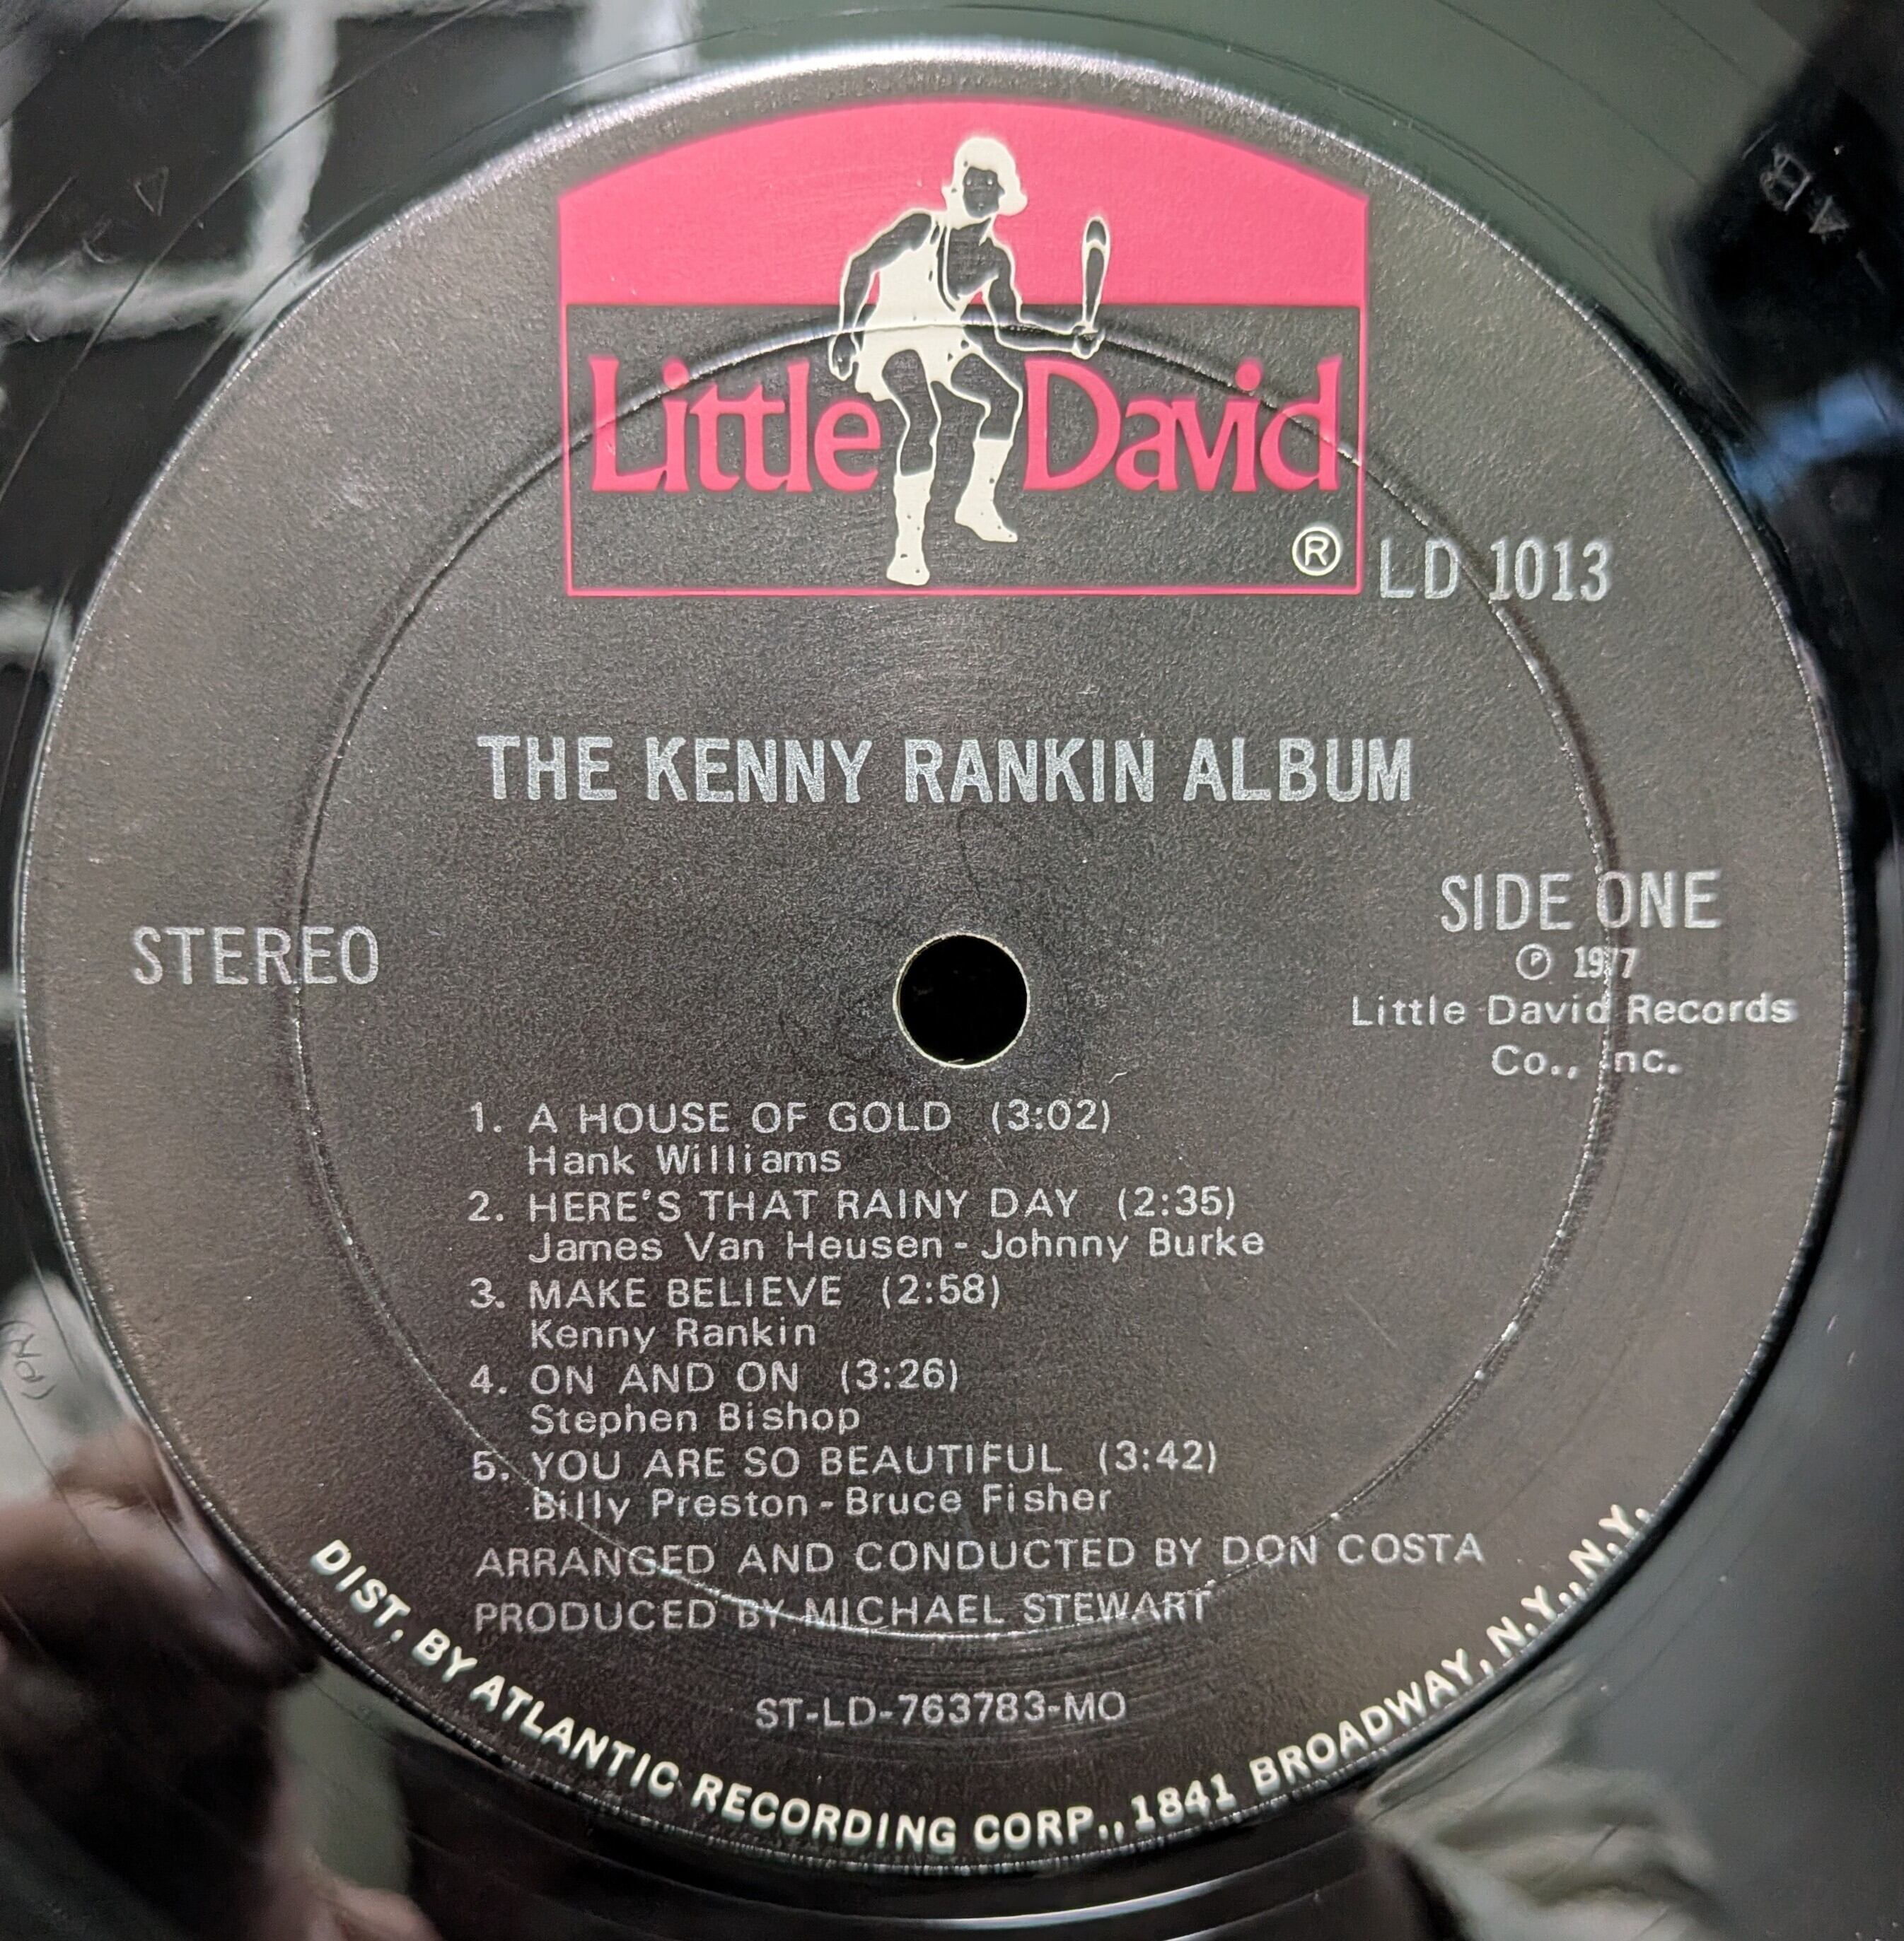 Little David
®
LD 1013
THE KENNY RANKIN ALBUM
STEREO
SIDE ONE
Ⓟ 1977
Little David Records
Co., Inc.
1. A HOUSE OF GOLD (3:02)
Hank Williams
2. HERE'S THAT RAINY DAY (2:35)
James Van Heusen - Johnny Burke
3. MAKE BELIEVE (2:58)
Kenny Rankin
4. ON AND ON (3:26)
Stephen Bishop
5. YOU ARE SO BEAUTIFUL (3:42)
Billy Preston - Bruce Fisher
ARRANGED AND CONDUCTED BY DON COSTA
PRODUCED BY MICHAEL STEWART
ST-LD-763783-MO
DIST. BY ATLANTIC RECORDING CORP., 1841 BROADWAY, N.Y., N.Y.